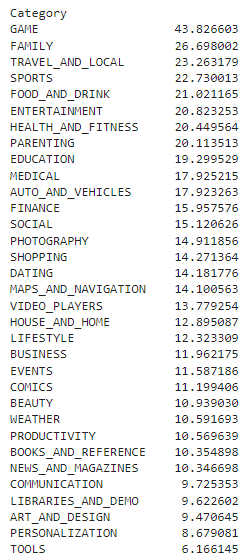 Category
GAME 43.826603
FAMILY 26.698002
TRAVEL_AND_LOCAL 23.263179
SPORTS 22.730013
FOOD_AND_DRINK 21.021165
ENTERTAINMENT 20.823253
HEALTH_AND_FITNESS 20.449564
PARENTING 20.113513
EDUCATION 19.299529
MEDICAL 17.925215
AUTO_AND_VEHICLES 17.923263
FINANCE 15.957576
SOCIAL 15.120626
PHOTOGRAPHY 14.911856
SHOPPING 14.271364
DATING 14.181776
MAPS_AND_NAVIGATION 14.100563
VIDEO_PLAYERS 13.779254
HOUSE_AND_HOME 12.895087
LIFESTYLE 12.323309
BUSINESS 11.962175
EVENTS 11.587186
COMICS 11.199406
BEAUTY 10.939030
WEATHER 10.591693
PRODUCTIVITY 10.569639
BOOKS_AND_REFERENCE 10.354898
NEWS_AND_MAGAZINES 10.346698
COMMUNICATION 9.725353
LIBRARIES_AND_DEMO 9.622602
ART_AND_DESIGN 9.470645
PERSONALIZATION 8.679081
TOOLS 6.166145